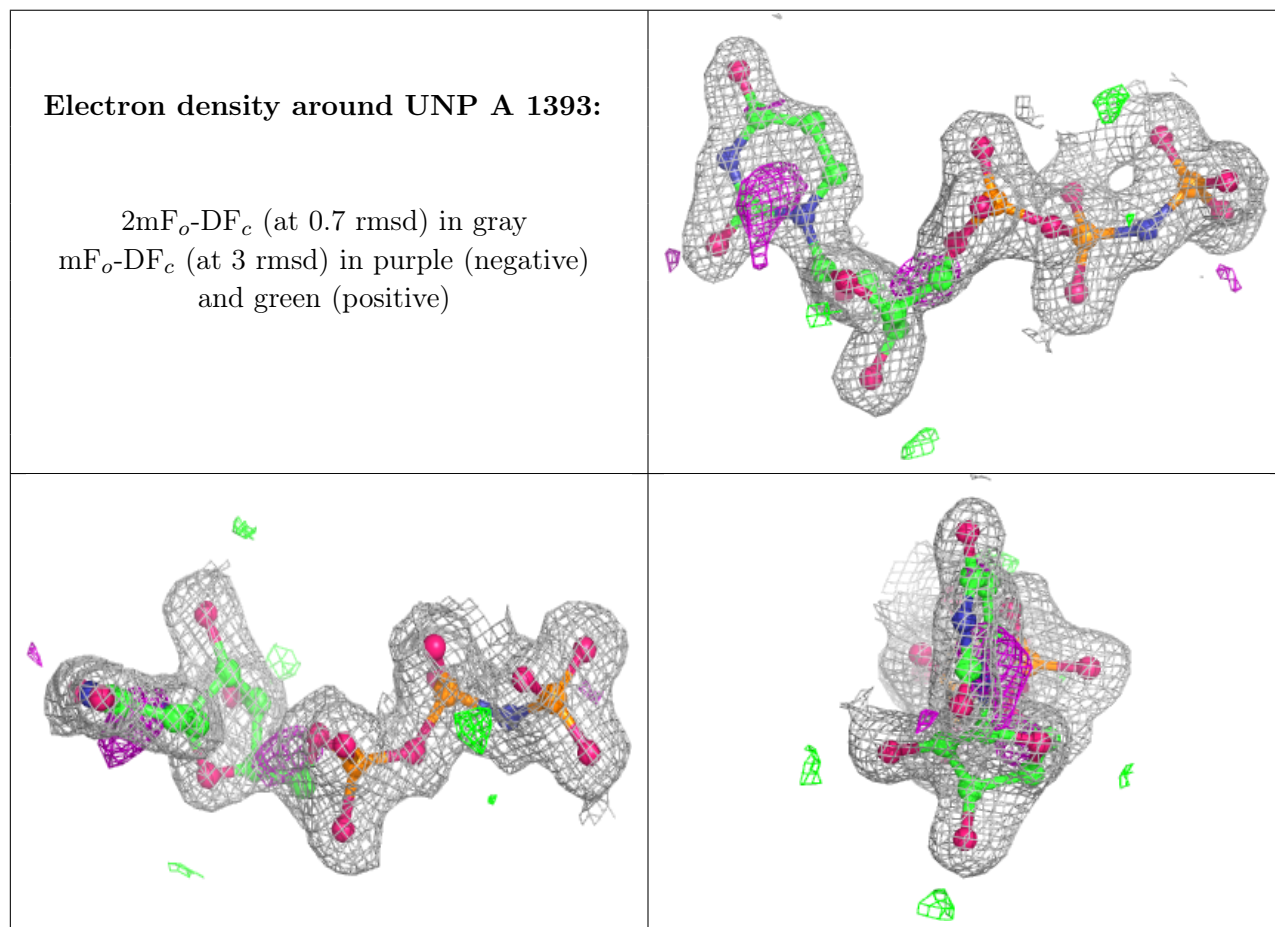 Electron density around UNP A 1393:
2mFo-DFc (at 0.7 rmsd) in gray
mFo-DFc (at 3 rmsd) in purple (negative)
and green (positive)